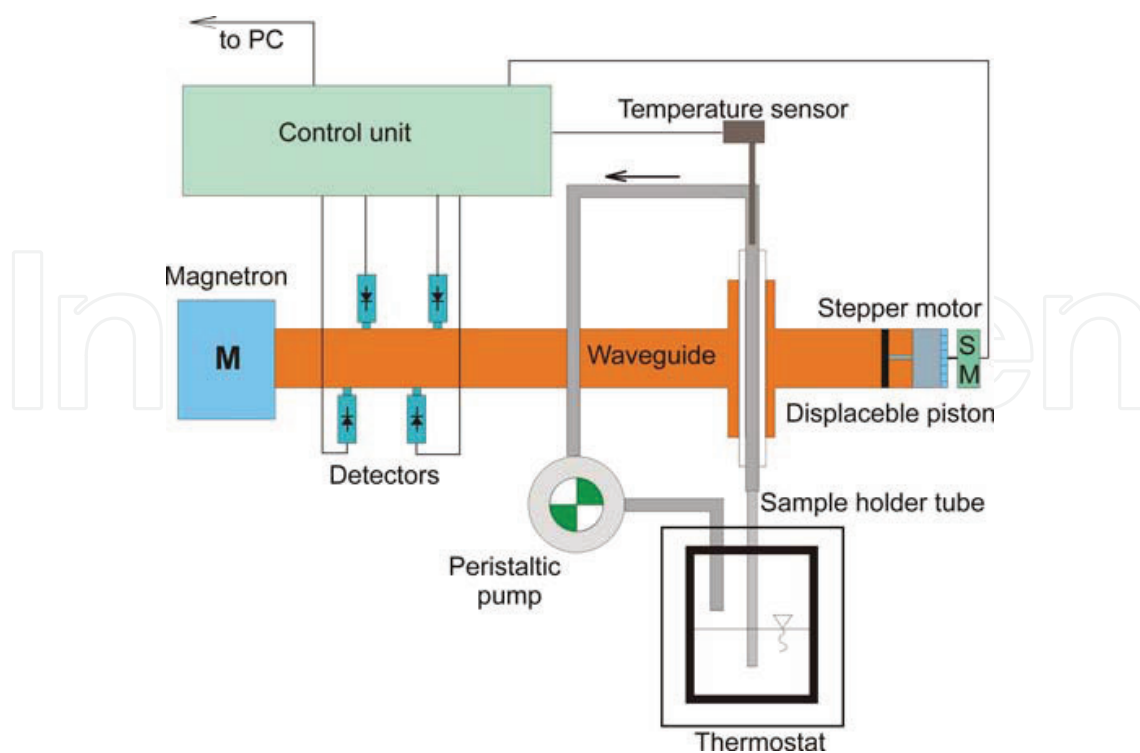 to PC
Control unit
Temperature sensor
Magnetron
M
Waveguide
Stepper motor
S
M
Displaceble piston
Detectors
Sample holder tube
Peristaltic
pump
Thermostat